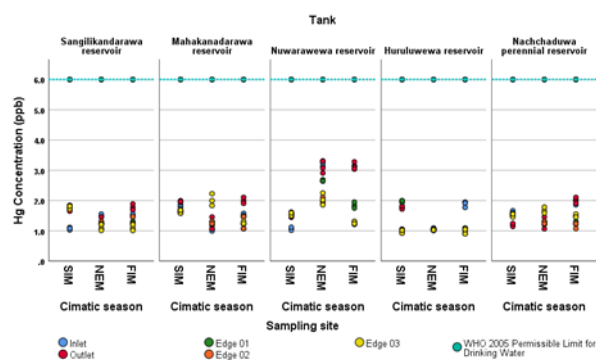 Tank
Sangilikandarawa reservoir
Mahakanadarawa reservoir
Nuwarawewa reservoir
Huruluwewa reservoir
Nachchaduwa perennial reservoir
Hg Concentration (ppb)
6.0
5.0
4.0
3.0
2.0
1.0
.0
SIM NEM FIM SIM NEM FIM SIM NEM FIM SIM NEM FIM SIM NEM FIM
Cimatic season Cimatic season Cimatic season Cimatic season Cimatic season
Sampling site
Inlet Edge 01 Edge 03 WHO 2005 Permissible Limit for Drinking Water
Outlet Edge 02